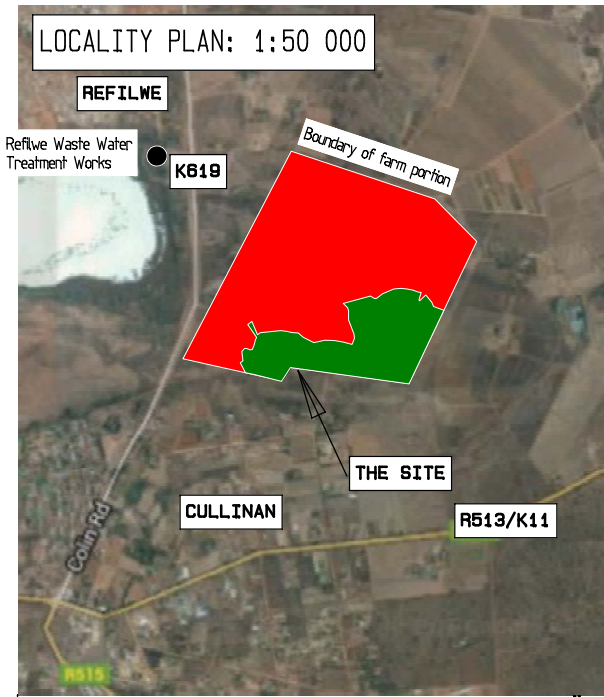 LOCALITY PLAN: 1:50 000
REFILWE
Boundary of farm portion
Refilwe Waste Water
Treatment Works
K619
THE SITE
CULLINAN
R513/K11
Colin Rd
R515